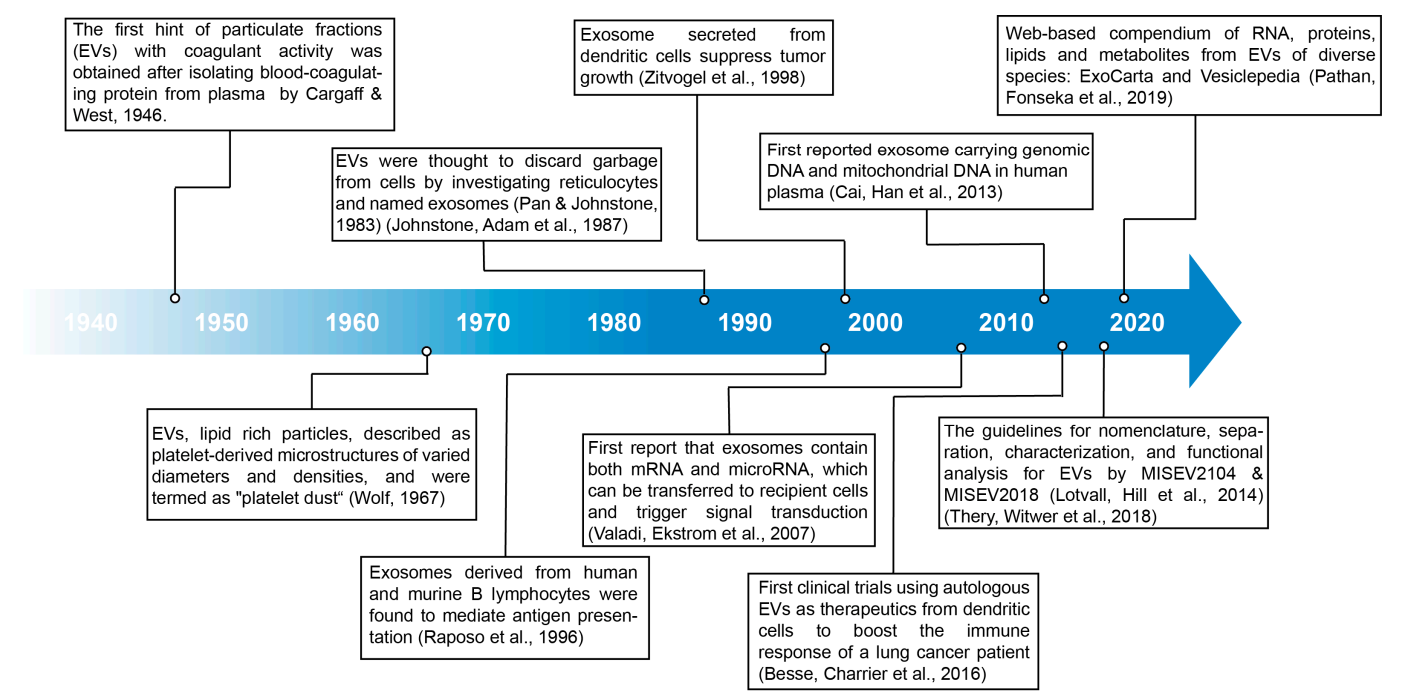 The first hint of particulate fractions
(EVs) with coagulant activity was
obtained after isolating blood-coagulat-
ing protein from plasma by Cargaff &
West, 1946.
Exosome secreted from
dendritic cells suppress tumor
growth (Zitvogel et al., 1998)
Web-based compendium of RNA, proteins,
lipids and metabolites from EVs of diverse
species: ExoCarta and Vesiclepedia (Pathan,
Fonseka et al., 2019)
EVs were thought to discard garbage
from cells by investigating reticulocytes
and named exosomes (Pan & Johnstone,
1983) (Johnstone, Adam et al., 1987)
First reported exosome carrying genomic
DNA and mitochondrial DNA in human
plasma (Cai, Han et al., 2013)
1940 1950 1960 1970 1980 1990 2000 2010 2020
EVs, lipid rich particles, described as
platelet-derived microstructures of varied
diameters and densities, and were
termed as "platelet dust“ (Wolf, 1967)
Exosomes derived from human
and murine B lymphocytes were
found to mediate antigen presen-
tation (Raposo et al., 1996)
First report that exosomes contain
both mRNA and microRNA, which
can be transferred to recipient cells
and trigger signal transduction
(Valadi, Ekstrom et al., 2007)
First clinical trials using autologous
EVs as therapeutics from dendritic
cells to boost the immune
response of a lung cancer patient
(Besse, Charrier et al., 2016)
The guidelines for nomenclature, sepa-
ration, characterization, and functional
analysis for EVs by MISEV2104 &
MISEV2018 (Lotvall, Hill et al., 2014)
(Thery, Witwer et al., 2018)